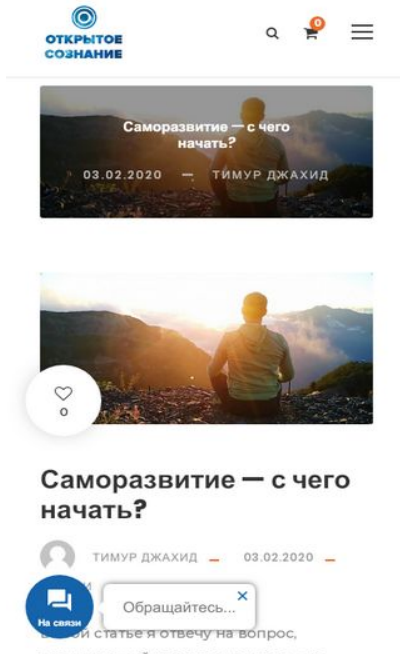 ОТКРЫТОЕ
СОЗНАНИЕ
0
Саморазвитие — с чего
начать?
03.02.2020 — ТИМУР ДЖАХИД
0
Саморазвитие — с чего
начать?
ТИМУР ДЖАХИД — 03.02.2020 —
Обращайтесь...
На связи
статье я отвечу на вопрос,